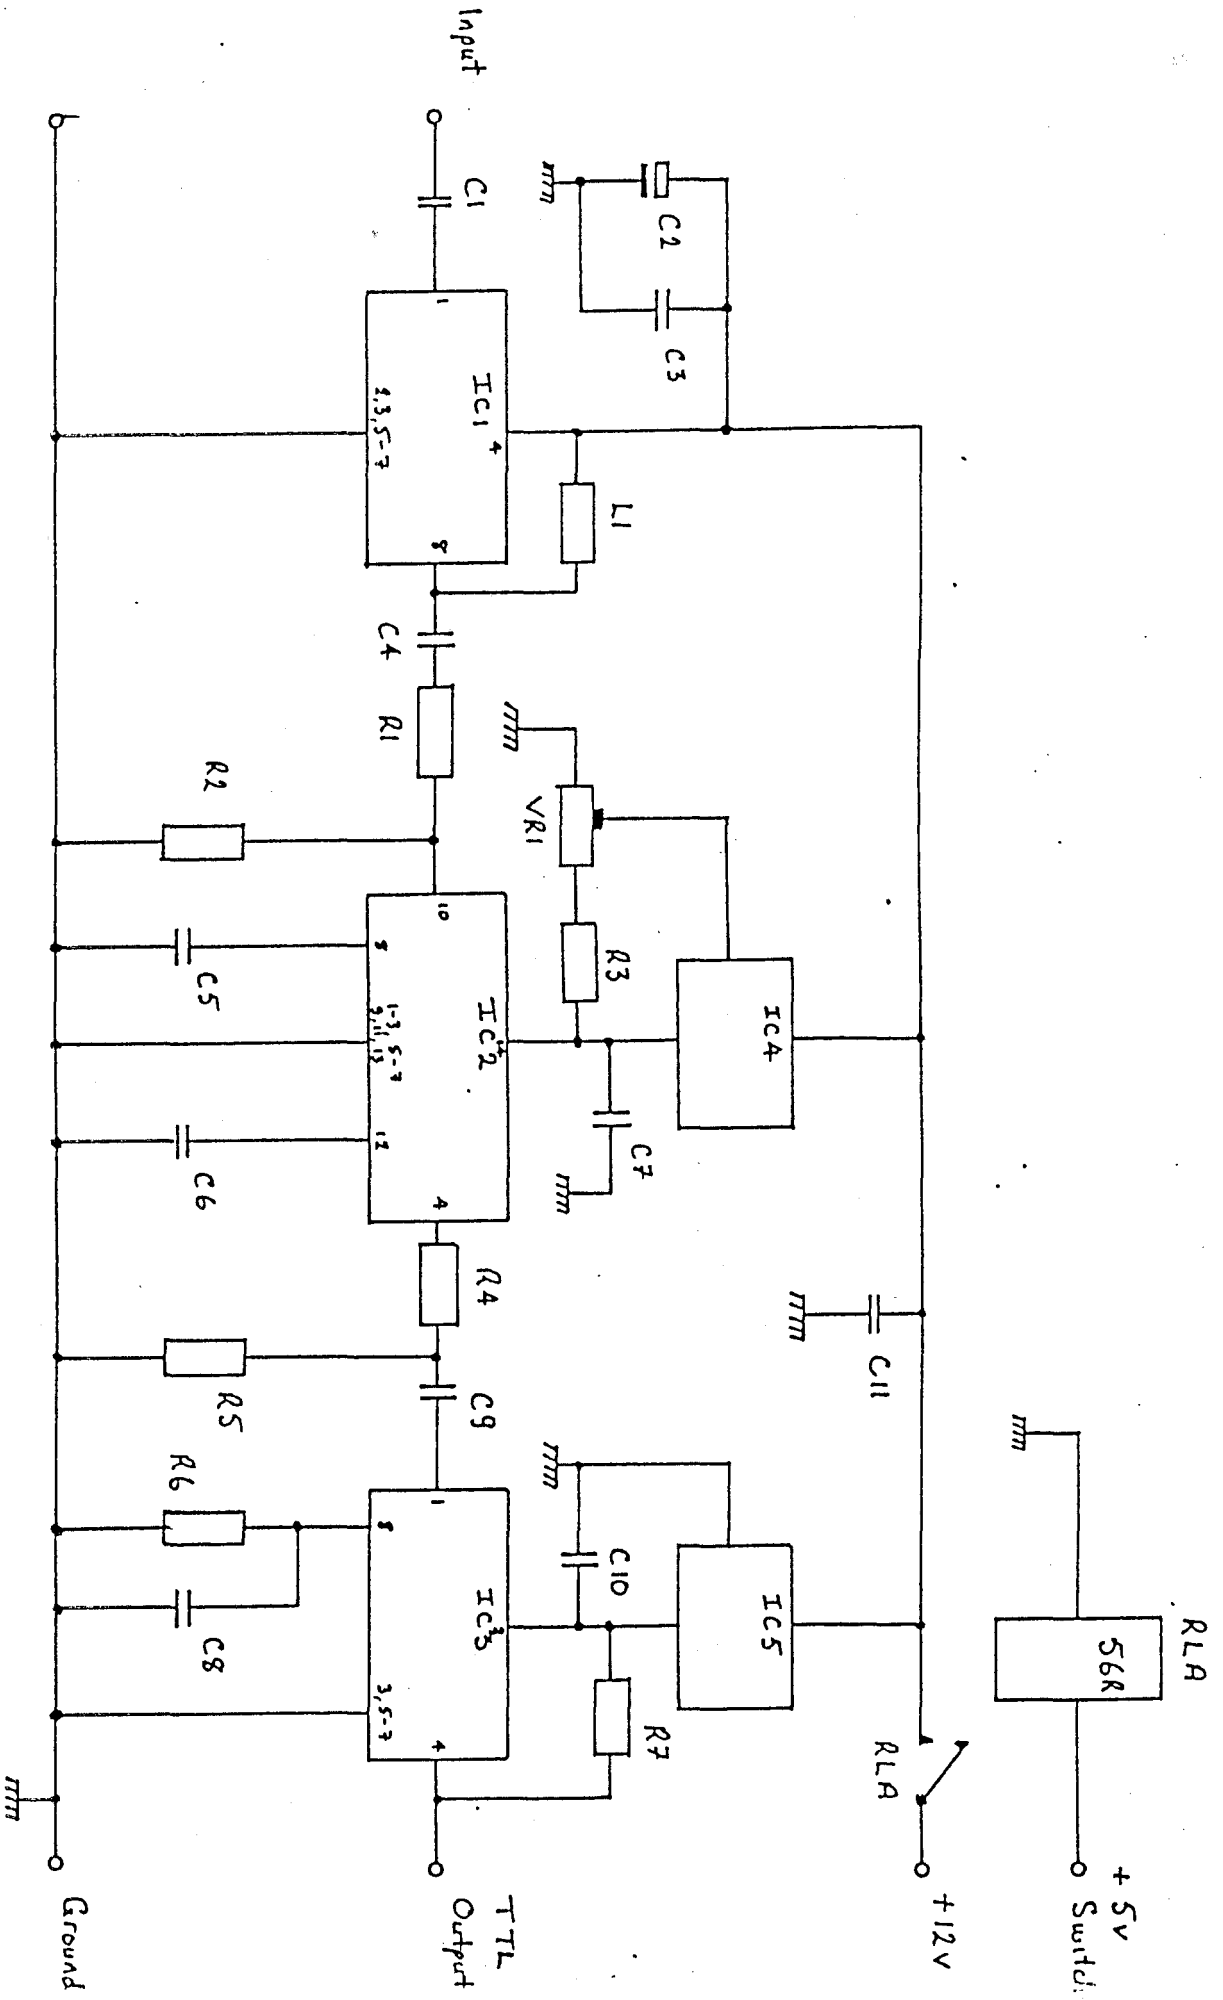 RLA
56R
+5v
Switch
RLA
+12v
C11
IC4
IC5
C2
C3
L1
VR1
R3
C7
C10
R7
Input
C1
1
IC1
4
8
2,3,5-7
C4
R1
10
IC2
14
8
1-3,5-7
9,11,13
12
4
R4
C9
1
IC3
2
8
3,5-7
4
TTL
Output
R2
C5
C6
R5
R6
C8
Ground